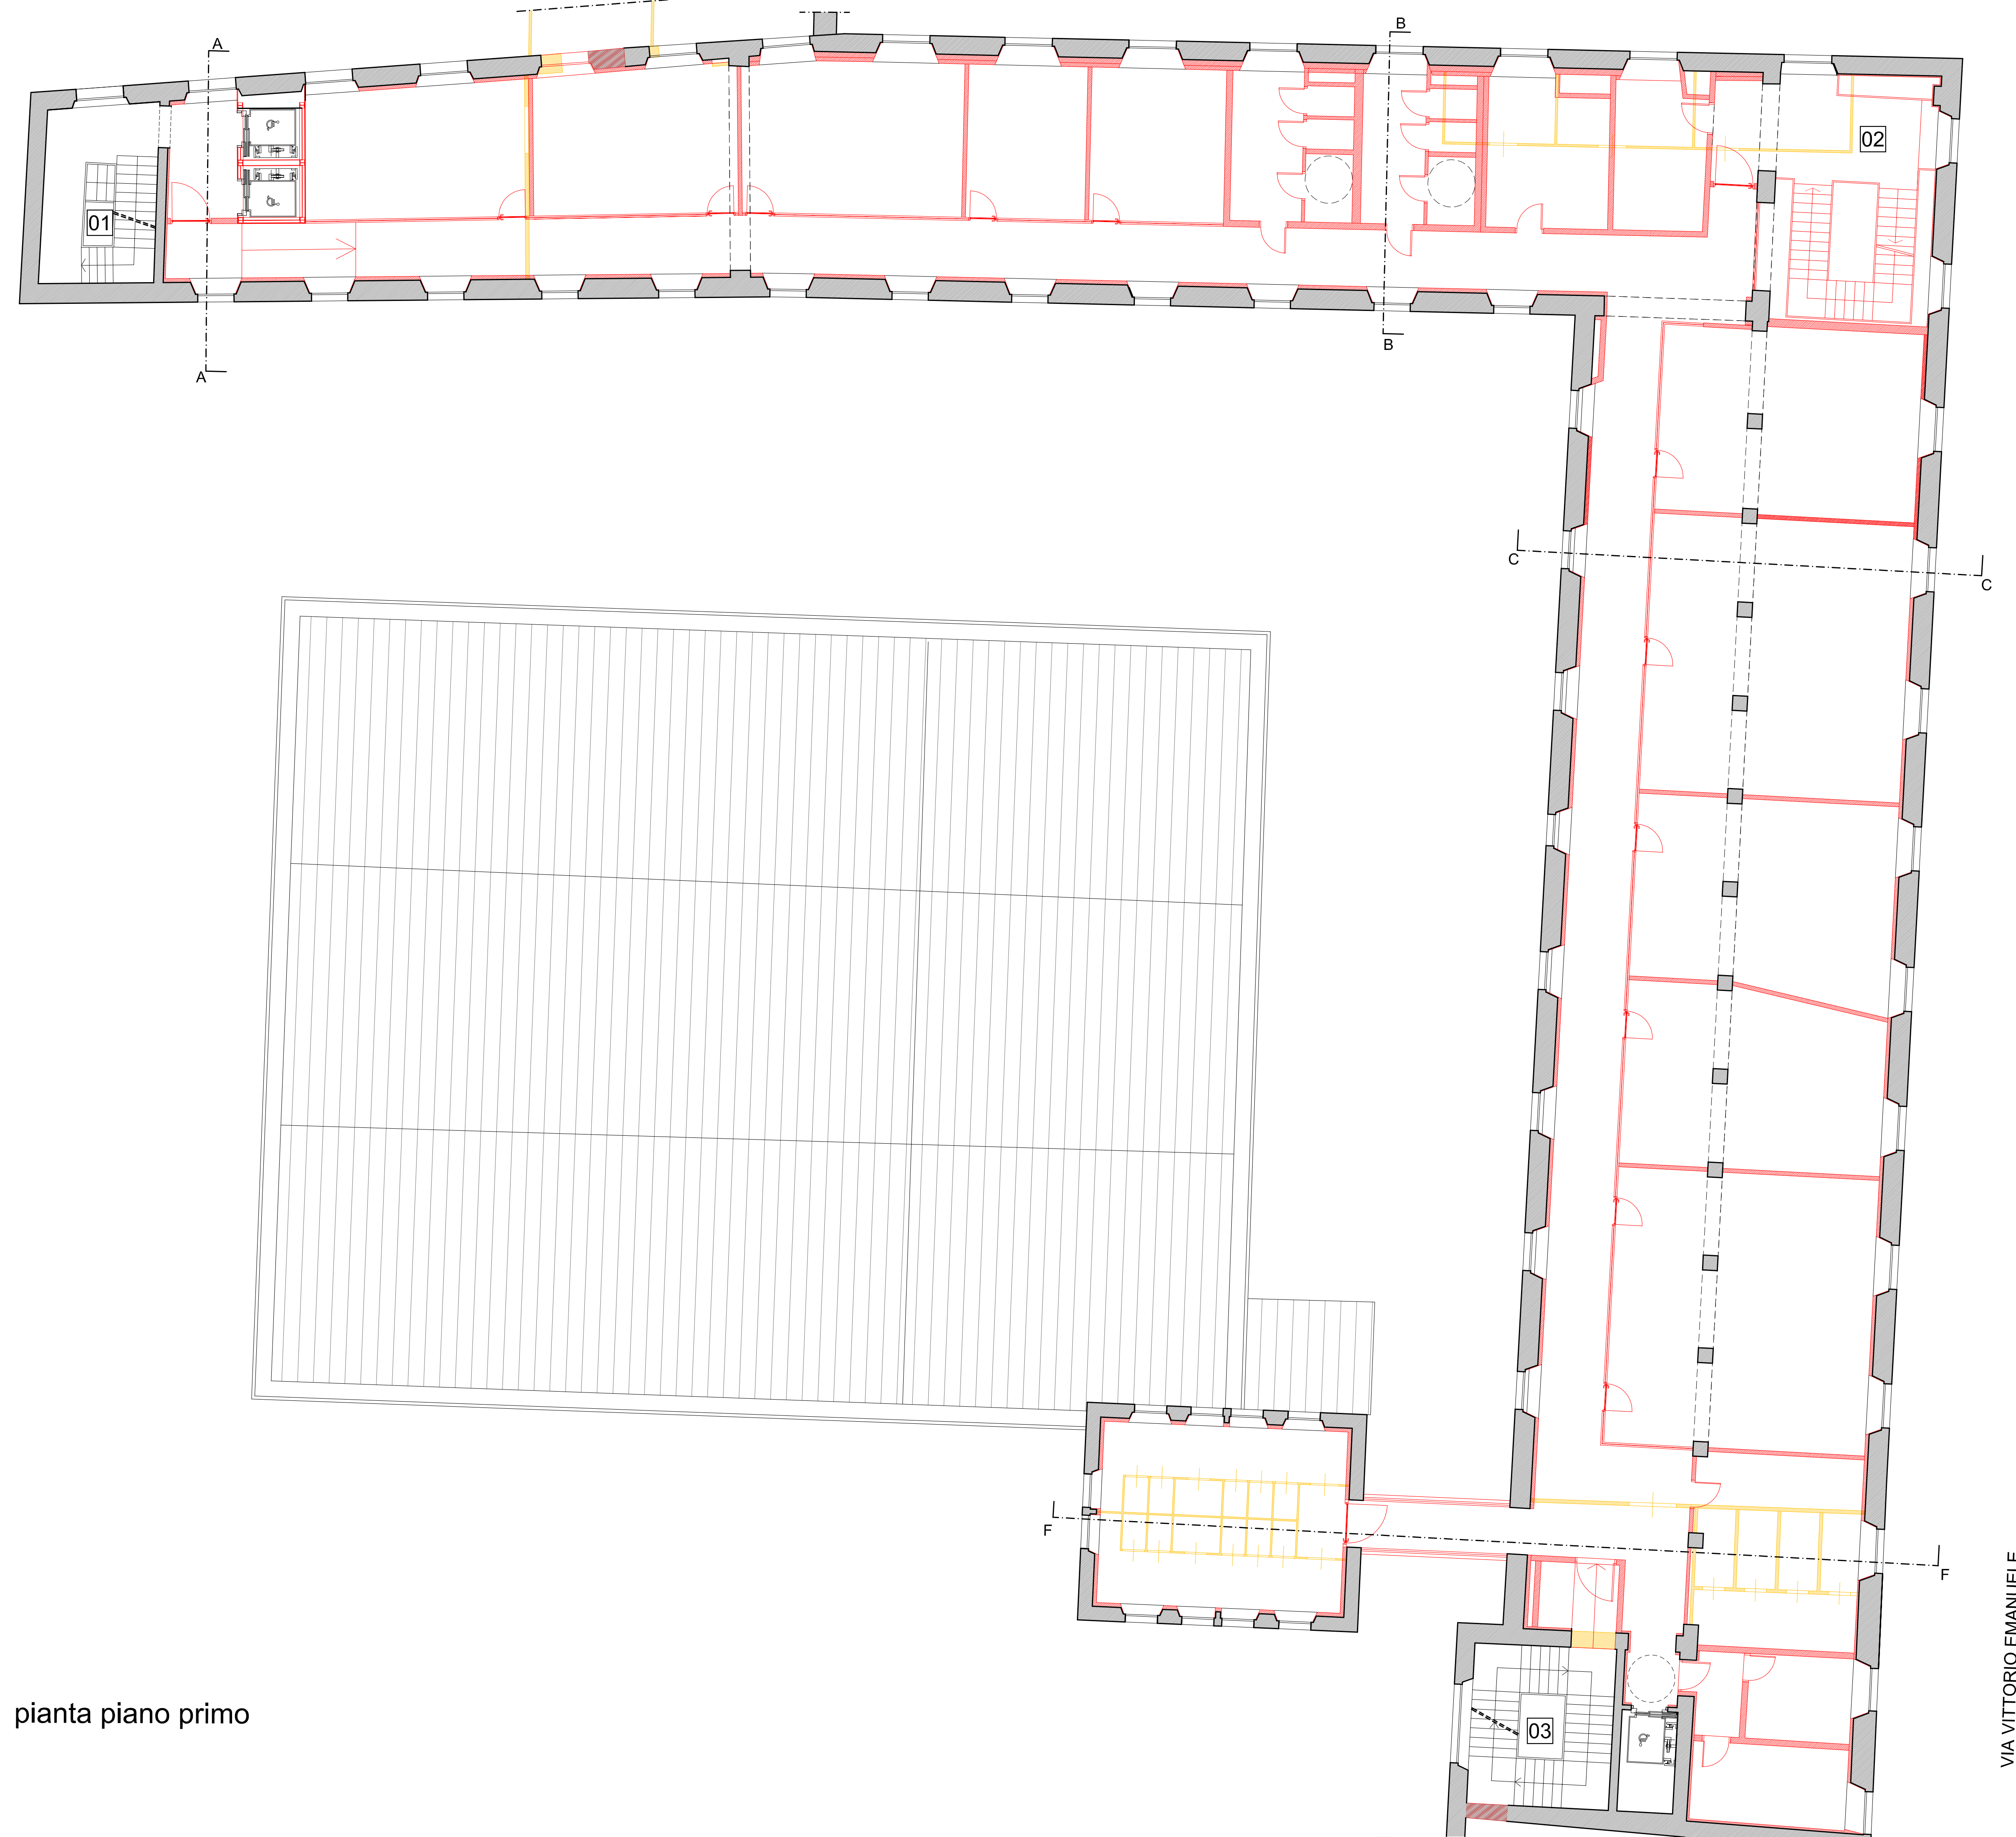 A
B
01
02
A
B
C
C
F
F
03
pianta piano primo
VIA VITTORIO EMANUELE